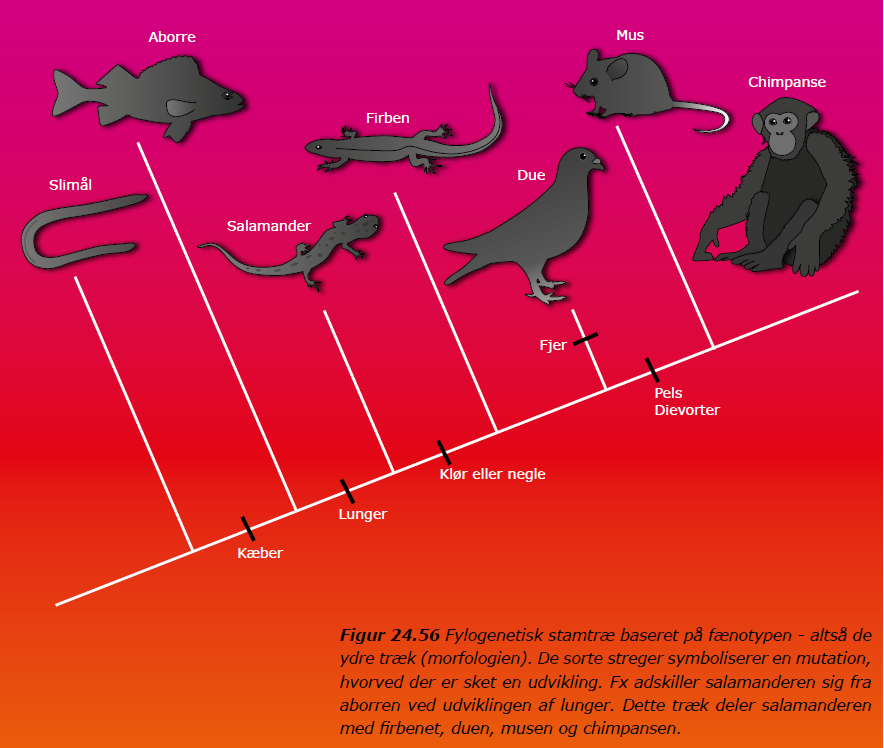 Aborre
Mus
Chimpanse
Firben
Due
Slimål
Salamander
Fjer
Pels
Dievorter
Klør eller negle
Lunger
Kæber
Figur 24.56 Fylogenetisk stamtræ baseret på fænotypen - altså de
ydre træk (morfologien). De sorte streger symboliserer en mutation,
hvorved der er sket en udvikling. Fx adskiller salamanderen sig fra
aborren ved udviklingen af lunger. Dette træk deler salamanderen
med firbenet, duen, musen og chimpansen.